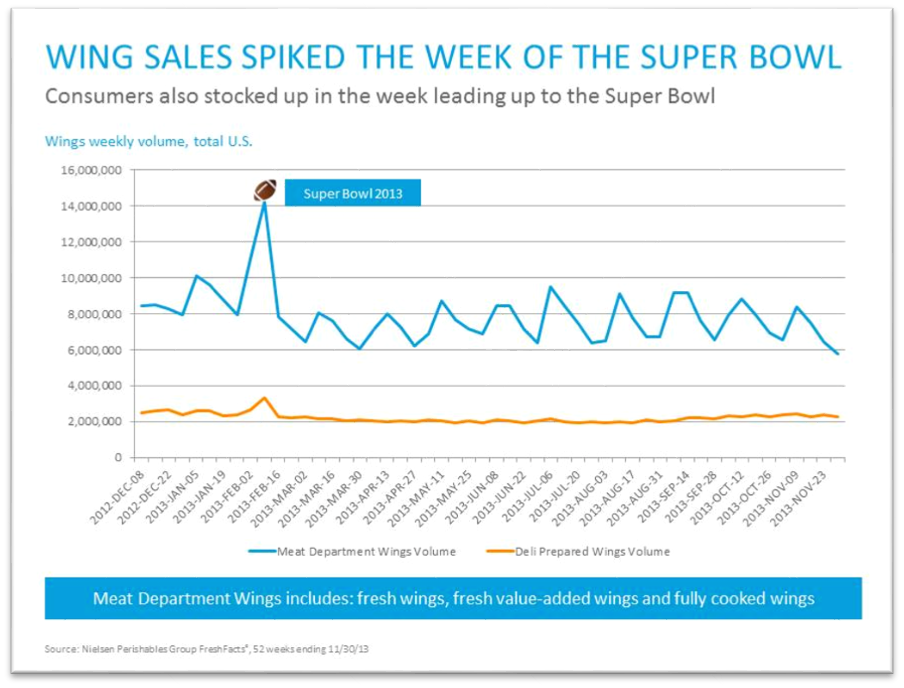 WING SALES SPIKED THE WEEK OF THE SUPER BOWL
Consumers also stocked up in the week leading up to the Super Bowl
Wings weekly volume, total U.S.
16,000,000
14,000,000
12,000,000
10,000,000
8,000,000
6,000,000
4,000,000
2,000,000
0
Super Bowl 2013
2012-DEC-08
2012-DEC-22
2013-JAN-05
2013-JAN-19
2013-FEB-02
2013-FEB-16
2013-MAR-02
2013-MAR-16
2013-MAR-30
2013-APR-13
2013-APR-27
2013-MAY-11
2013-MAY-25
2013-JUN-08
2013-JUN-22
2013-JUL-06
2013-JUL-20
2013-AUG-03
2013-AUG-17
2013-AUG-31
2013-SEP-14
2013-SEP-28
2013-OCT-12
2013-OCT-26
2013-NOV-09
2013-NOV-23
Meat Department Wings Volume
Deli Prepared Wings Volume
Meat Department Wings includes: fresh wings, fresh value-added wings and fully cooked wings
Source: Nielsen Perishables Group FreshFacts®, 52 weeks ending 11/30/13